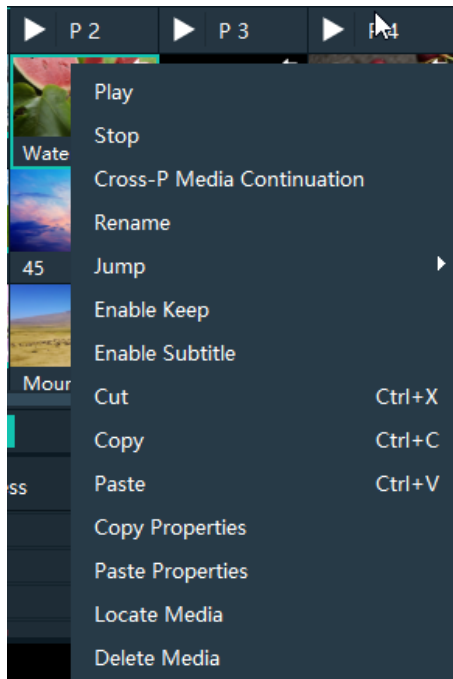 P 2 P 3 P 4
Play
Stop
Wate
Cross-P Media Continuation
Rename
45 Jump
Enable Keep
Enable Subtitle
Mour
Cut Ctrl+X
Copy Ctrl+C
ss Paste Ctrl+V
Copy Properties
Paste Properties
Locate Media
Delete Media